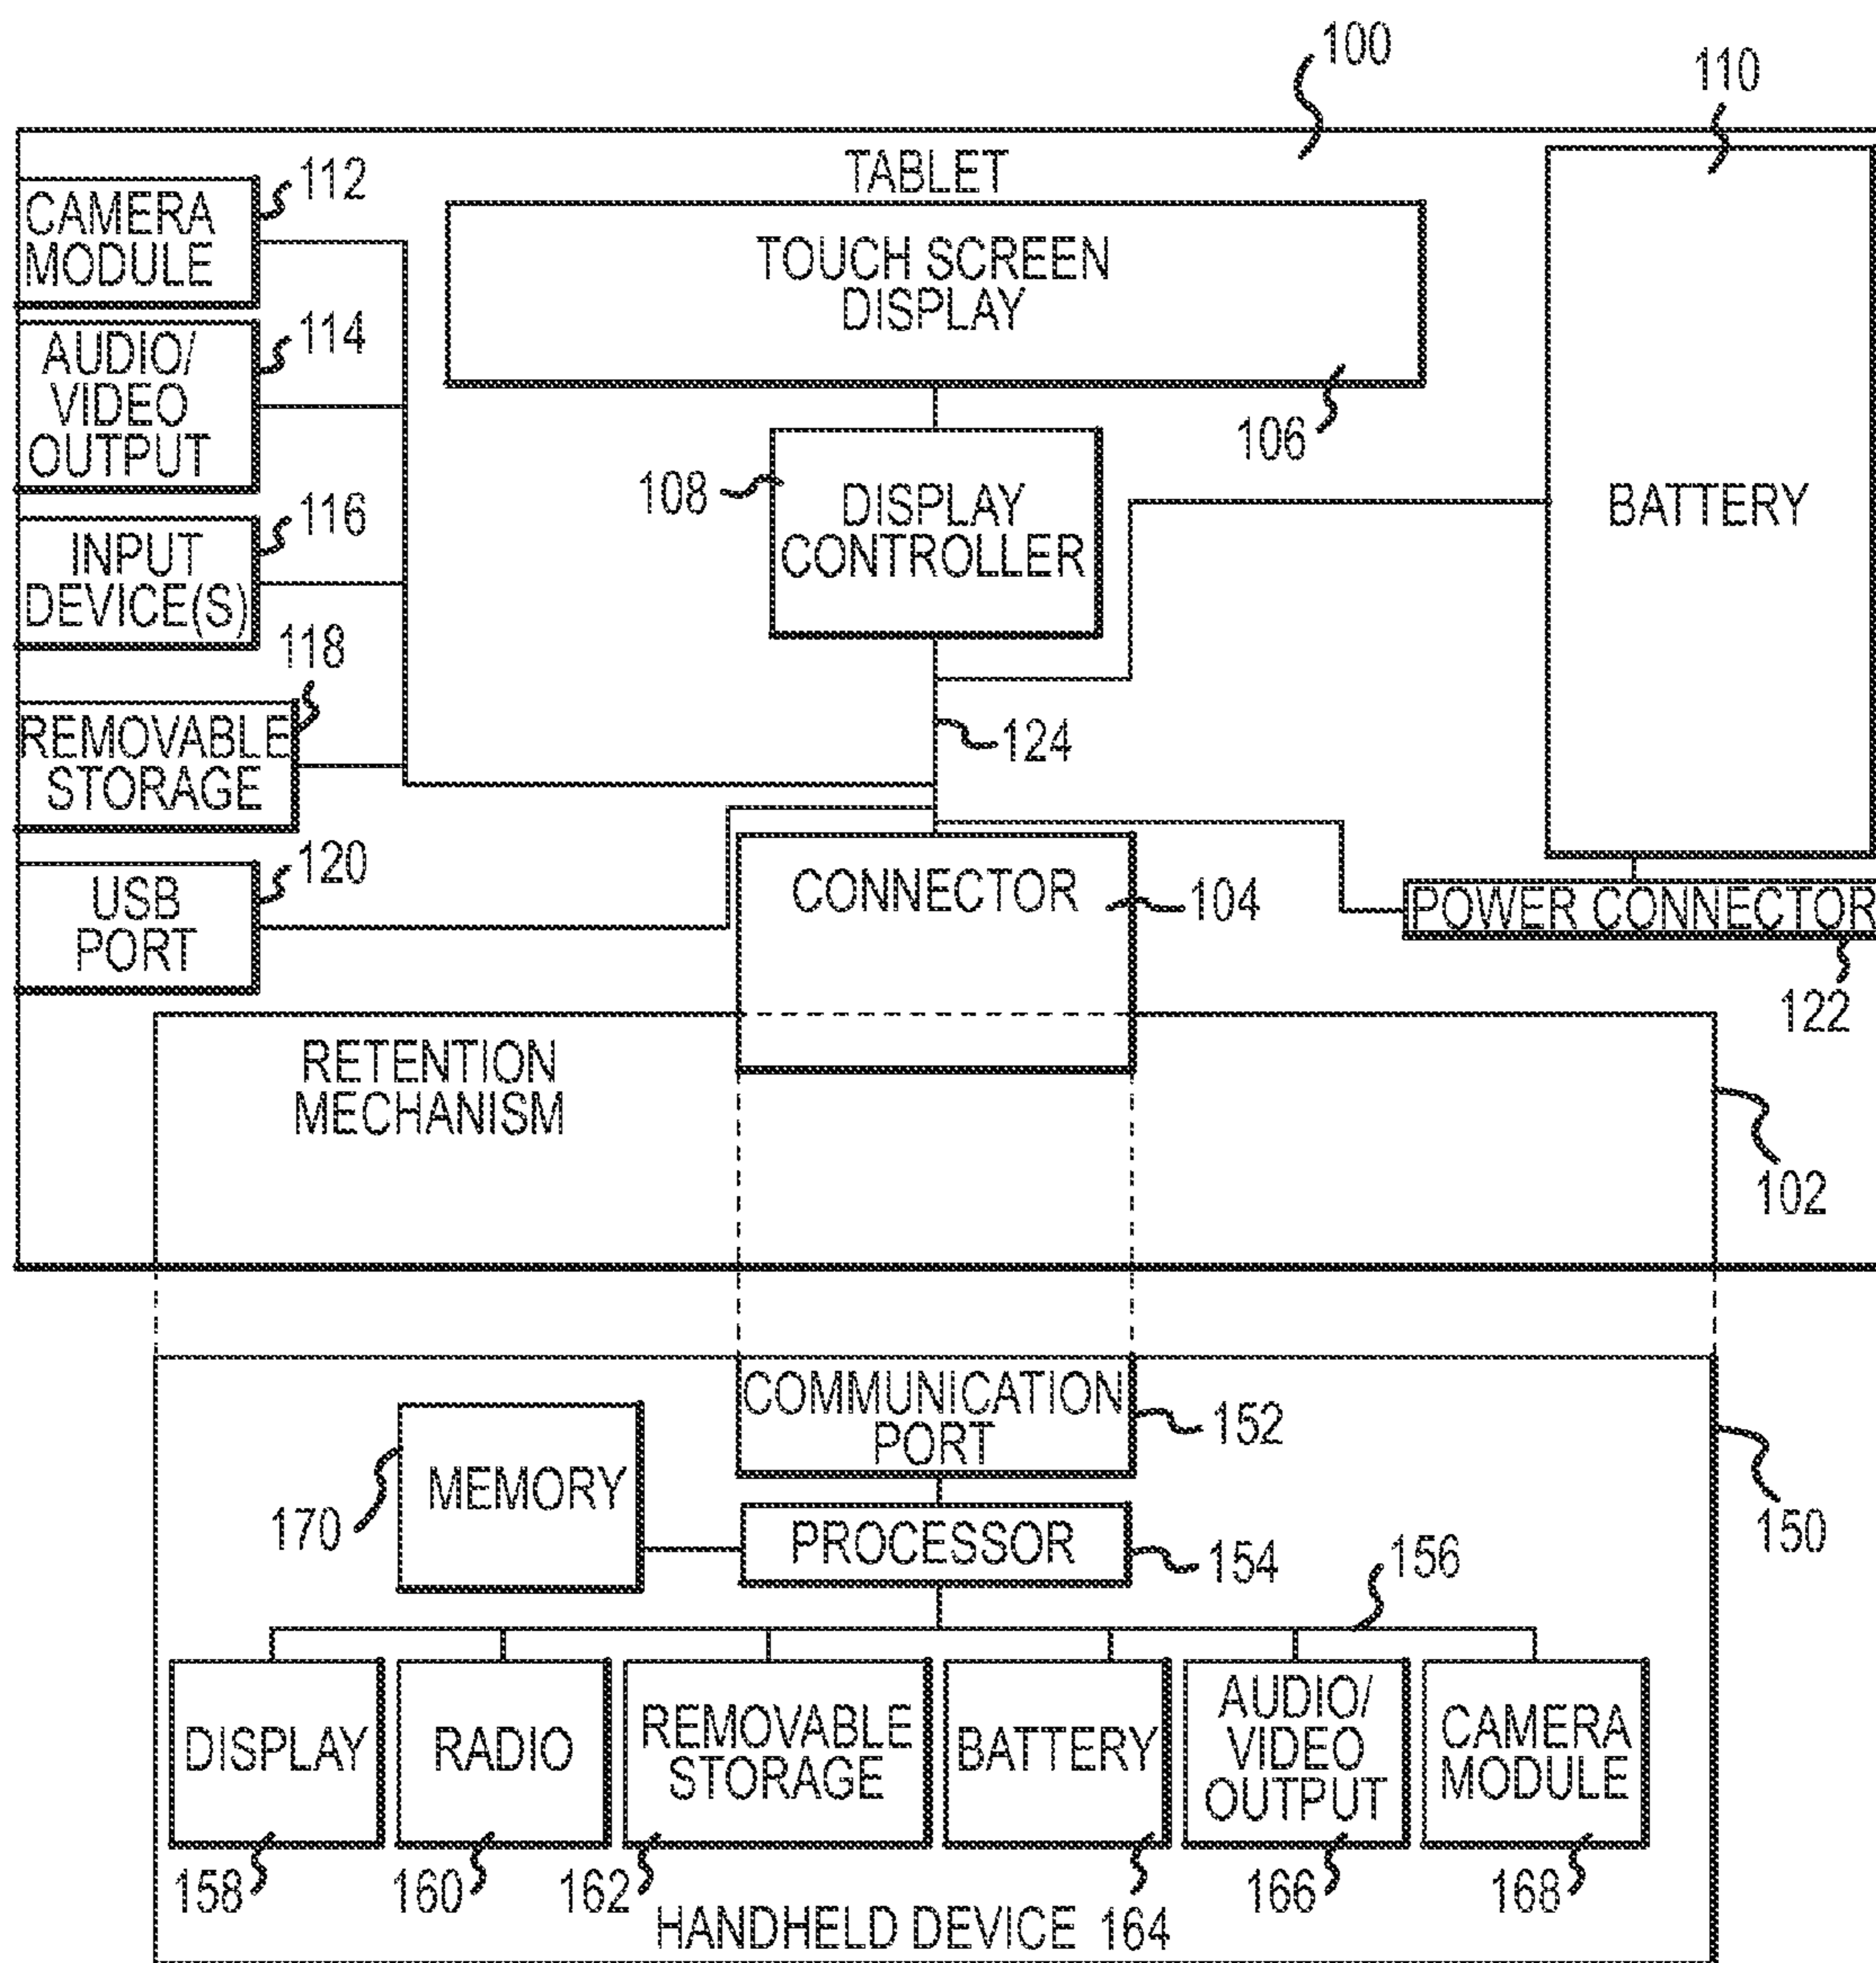 100
110
TABLET
CAMERA
MODULE
112
TOUCH SCREEN
DISPLAY
106
AUDIO/
VIDEO
OUTPUT
114
108
DISPLAY
CONTROLLER
BATTERY
INPUT
DEVICE(S)
116
118
REMOVABLE
STORAGE
124
USB
PORT
120
CONNECTOR
104
POWER CONNECTOR
122
RETENTION
MECHANISM
102
COMMUNICATION
PORT
152
150
MEMORY
170
PROCESSOR
154
156
DISPLAY
RADIO
REMOVABLE
STORAGE
BATTERY
AUDIO/
VIDEO
OUTPUT
CAMERA
MODULE
158
160
162
166
168
HANDHELD DEVICE 164